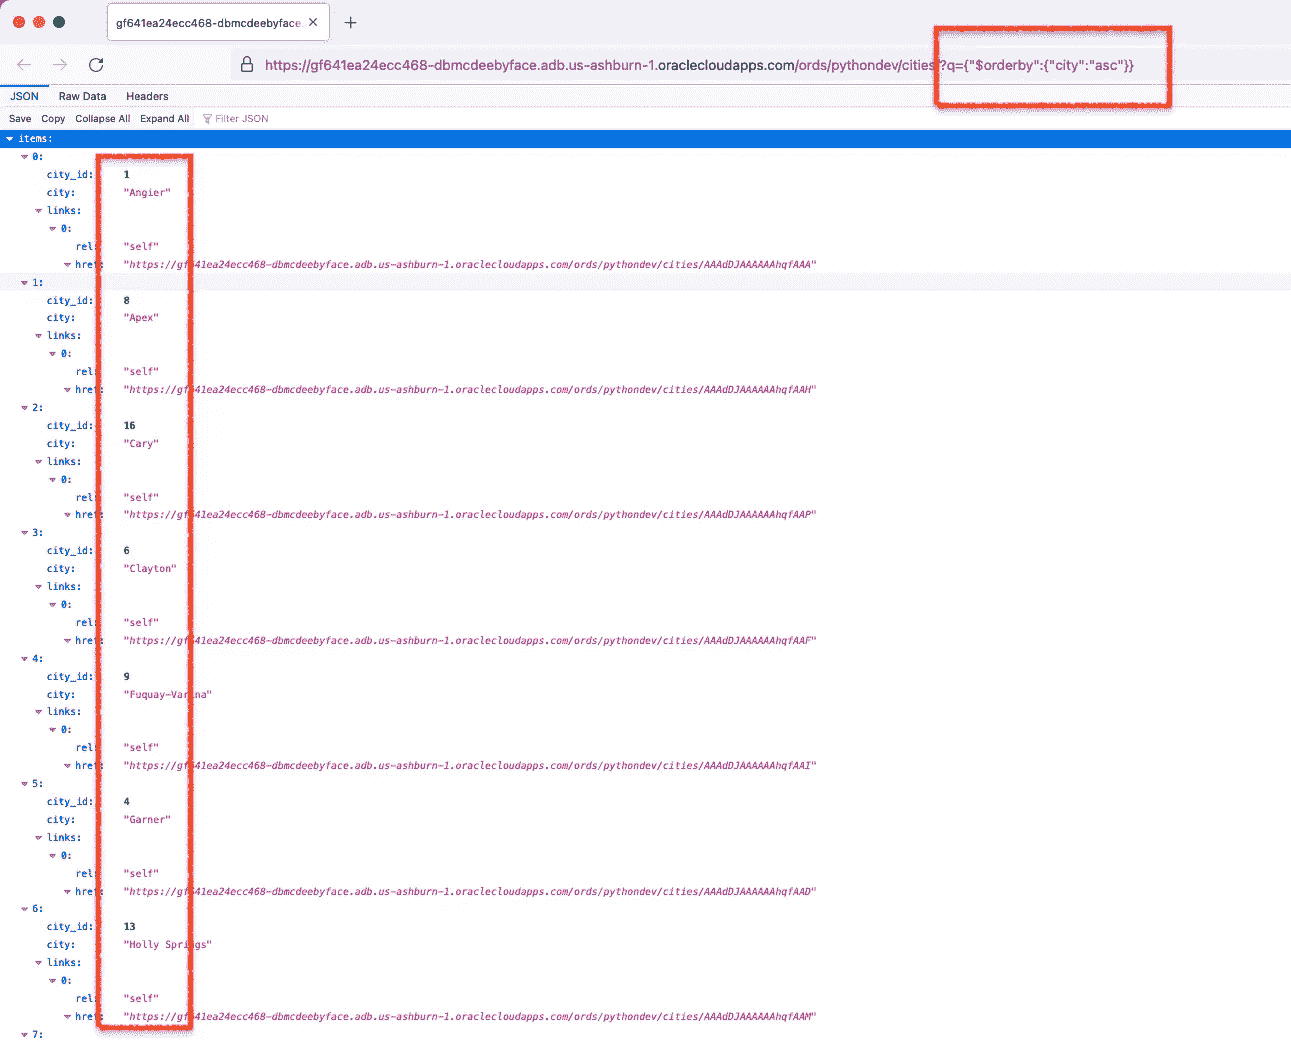 gf641ea24ecc468-dbmcdeebyface.
https://gf641ea24ecc468-dbmcdeebyface.adb.us-ashburn-1.oraclecloudapps.com/ords/pythondev/cities/?q={"$orderby":{"city":"asc"}}
JSON Raw Data Headers
Save Copy Collapse All Expand All Filter JSON
items:
0:
city_id: 1
city: "Angier"
links:
0:
rel: "self"
href: "https://gf641ea24ecc468-dbmcdeebyface.adb.us-ashburn-1.oraclecloudapps.com/ords/pythondev/cities/AAAdDJAAAAAAhqfAAA"
1:
city_id: 8
city: "Apex"
links:
0:
rel: "self"
href: "https://gf641ea24ecc468-dbmcdeebyface.adb.us-ashburn-1.oraclecloudapps.com/ords/pythondev/cities/AAAdDJAAAAAAhqfAAH"
2:
city_id: 16
city: "Cary"
links:
0:
rel: "self"
href: "https://gf641ea24ecc468-dbmcdeebyface.adb.us-ashburn-1.oraclecloudapps.com/ords/pythondev/cities/AAAdDJAAAAAAhqfAAP"
3:
city_id: 6
city: "Clayton"
links:
0:
rel: "self"
href: "https://gf641ea24ecc468-dbmcdeebyface.adb.us-ashburn-1.oraclecloudapps.com/ords/pythondev/cities/AAAdDJAAAAAAhqfAAF"
4:
city_id: 9
city: "Fuquay-Varina"
links:
0:
rel: "self"
href: "https://gf641ea24ecc468-dbmcdeebyface.adb.us-ashburn-1.oraclecloudapps.com/ords/pythondev/cities/AAAdDJAAAAAAhqfAAI"
5:
city_id: 4
city: "Garner"
links:
0:
rel: "self"
href: "https://gf641ea24ecc468-dbmcdeebyface.adb.us-ashburn-1.oraclecloudapps.com/ords/pythondev/cities/AAAdDJAAAAAAhqfAAD"
6:
city_id: 13
city: "Holly Springs"
links:
0:
rel: "self"
href: "https://gf641ea24ecc468-dbmcdeebyface.adb.us-ashburn-1.oraclecloudapps.com/ords/pythondev/cities/AAAdDJAAAAAAhqfAAM"
7: